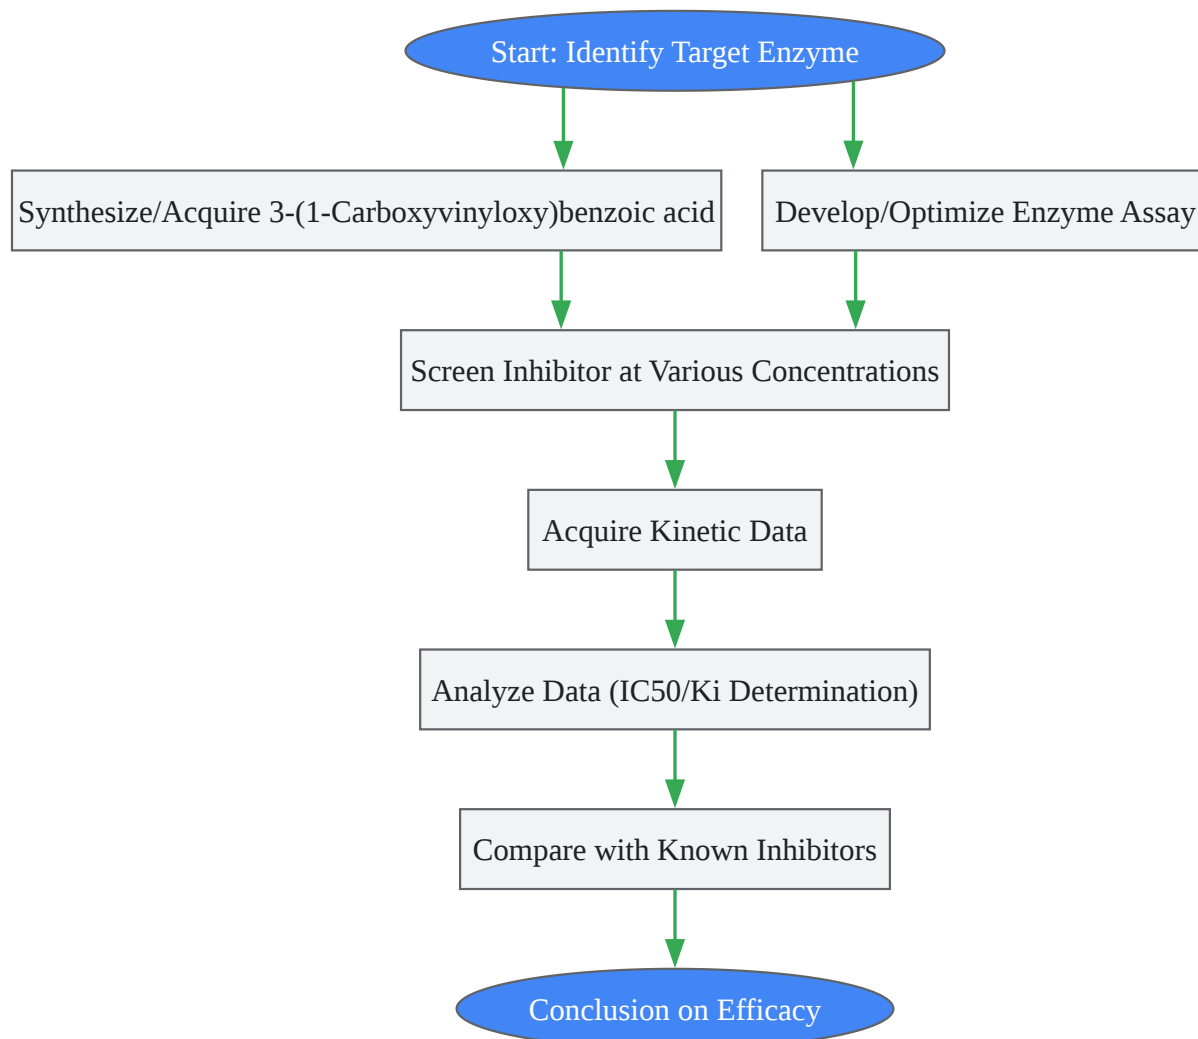 Start: Identify Target Enzyme
Synthesize/Acquire 3-(1-Carboxyvinyloxy)benzoic acid
Develop/Optimize Enzyme Assay
Screen Inhibitor at Various Concentrations
Acquire Kinetic Data
Analyze Data (IC50/Ki Determination)
Compare with Known Inhibitors
Conclusion on Efficacy